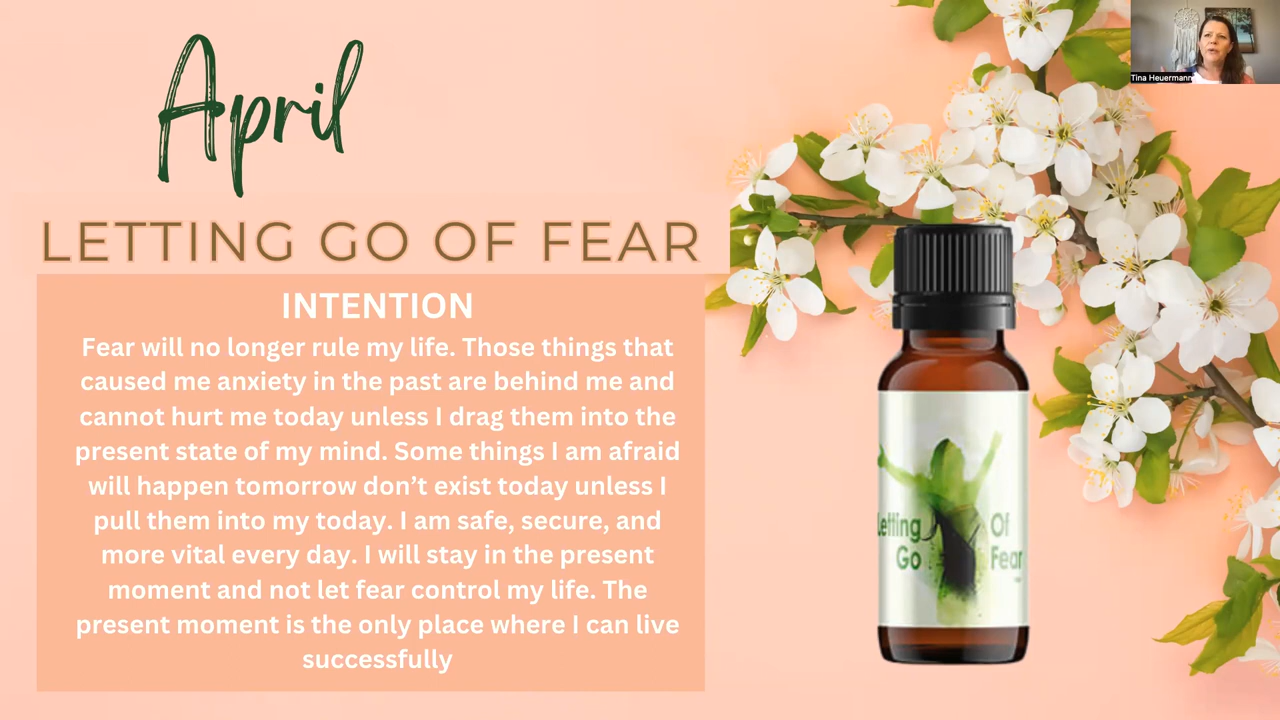 April
Tina Heuermann
LETTING GO OF FEAR
INTENTION
Fear will no longer rule my life. Those things that
caused me anxiety in the past are behind me and
cannot hurt me today unless I drag them into the
present state of my mind. Some things I am afraid
will happen tomorrow don’t exist today unless I
pull them into my today. I am safe, secure, and
more vital every day. I will stay in the present
moment and not let fear control my life. The
present moment is the only place where I can live
successfully
Letting Of
Go Fear